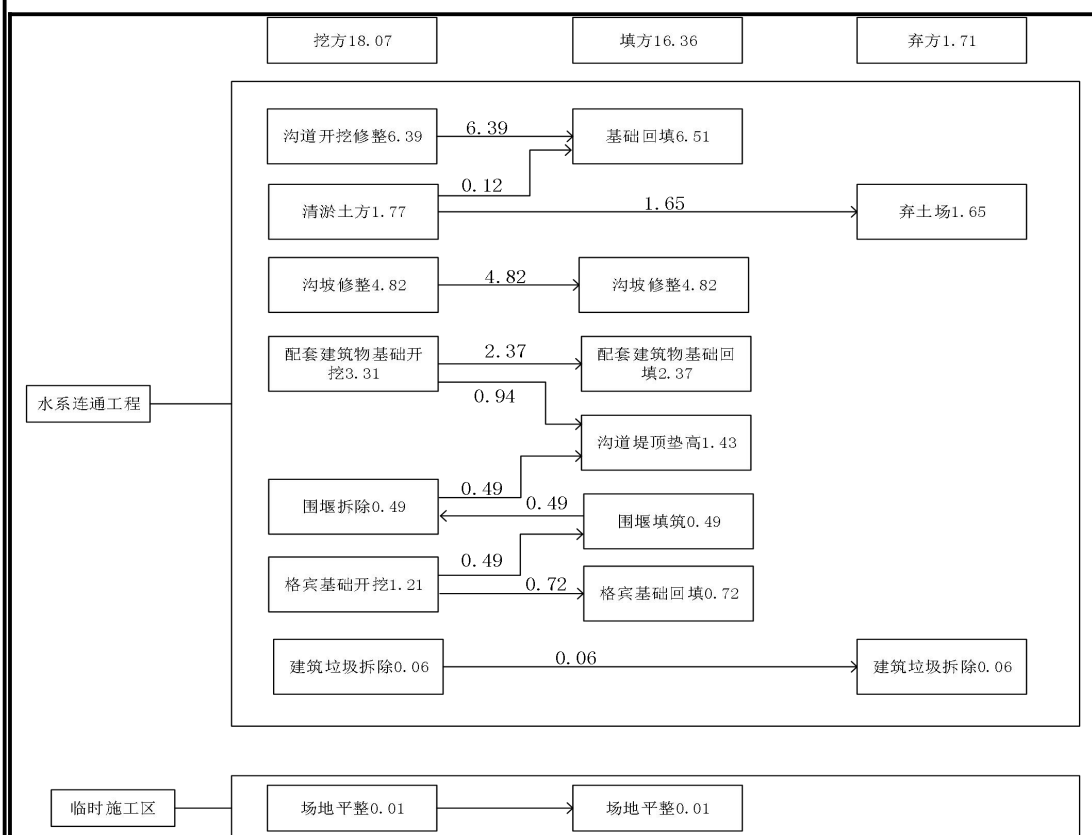 挖方18.07
填方16.36
弃方1.71
沟道开挖修整6.39
6.39
基础回填6.51
0.12
清淤土方1.77
1.65
弃土场1.65
沟坡修整4.82
4.82
沟坡修整4.82
配套建筑物基础开
挖3.31
2.37
配套建筑物基础回
填2.37
0.94
水系连通工程
沟道堤顶垫高1.43
围堰拆除0.49
0.49
0.49
围堰填筑0.49
格宾基础开挖1.21
0.49
0.72
格宾基础回填0.72
建筑垃圾拆除0.06
0.06
建筑垃圾拆除0.06
临时施工区
场地平整0.01
场地平整0.01